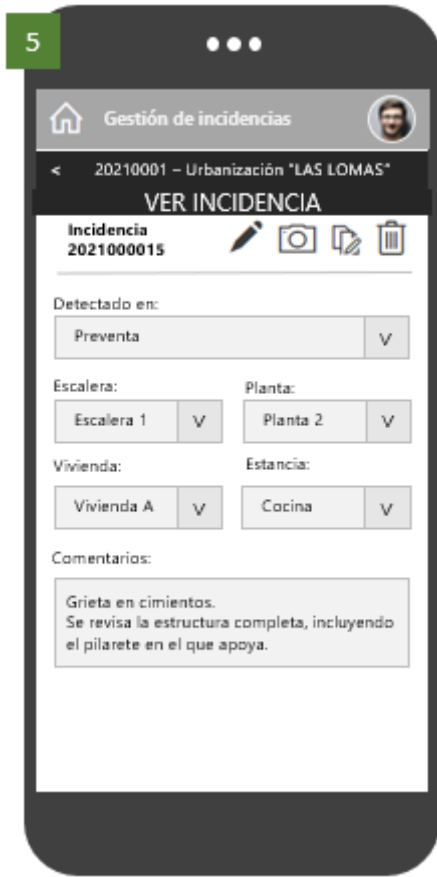 5
Gestión de incidencias
< 20210001 – Urbanización "LAS LOMAS"
VER INCIDENCIA
Incidencia
2021000015
Detectado en:
Preventa V
Escalera: Planta:
Escalera 1 V Planta 2 V
Vivienda: Estancia:
Vivienda A V Cocina V
Comentarios:
Grieta en cimientos.
Se revisa la estructura completa, incluyendo
el pilarete en el que apoya.